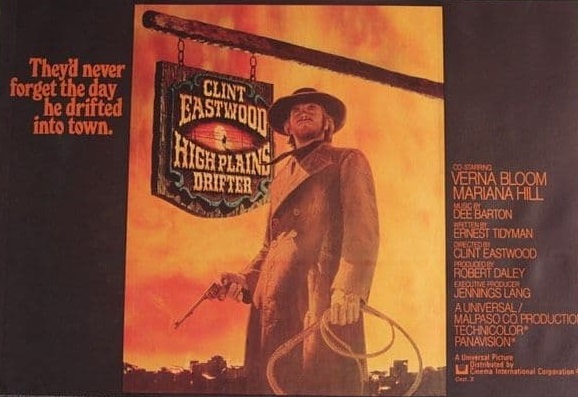 They'd never
forget the day
he drifted
into town.
CLINT
EASTWOOD
HIGH PLAINS
DRIFTER
CO-STARRING
VERNA BLOOM
MARIANA HILL
MUSIC BY
DEE BARTON
WRITTEN BY
ERNEST TIDYMAN
DIRECTED BY
CLINT EASTWOOD
PRODUCED BY
ROBERT DALEY
EXECUTIVE PRODUCER
JENNINGS LANG
A UNIVERSAL/
MALPASO CO. PRODUCTIO
TECHNICOLOR®
PANAVISION®
A Universal Picture
Distributed by
Cinema International Corporation